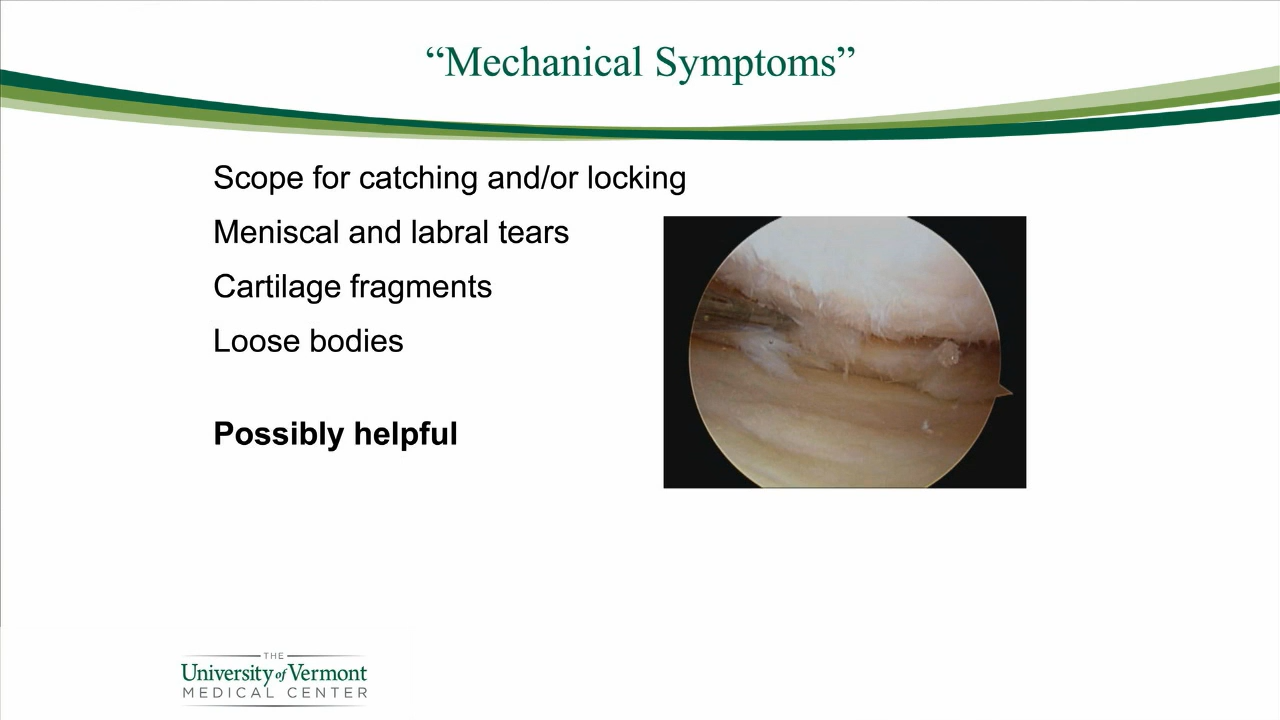 “Mechanical Symptoms”
Scope for catching and/or locking
Meniscal and labral tears
Cartilage fragments
Loose bodies
Possibly helpful
THE
University of Vermont
MEDICAL CENTER